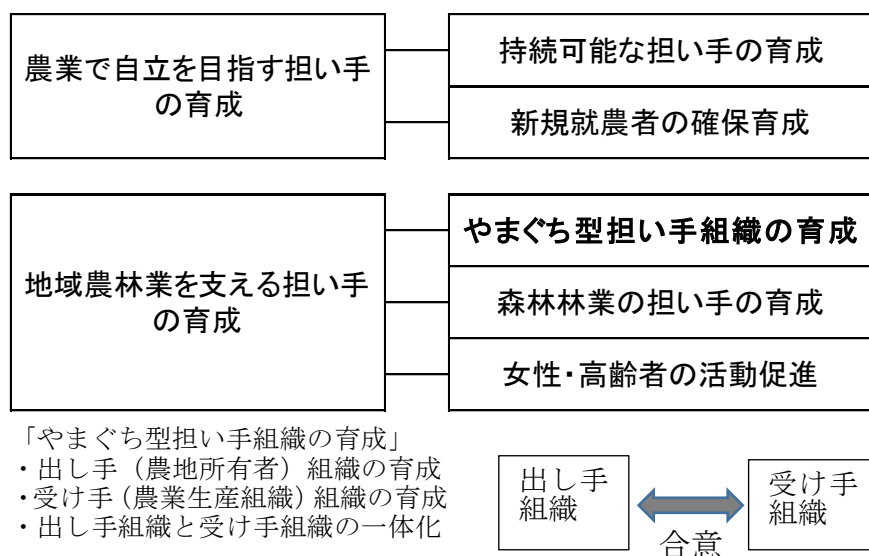 農業で自立を目指す担い手
の育成
持続可能な担い手の育成
新規就農者の確保育成
地域農林業を支える担い手
の育成
やまぐち型担い手組織の育成
森林林業の担い手の育成
女性・高齢者の活動促進
「やまぐち型担い手組織の育成」
・出し手（農地所有者）組織の育成
・受け手（農業生産組織）組織の育成
・出し手組織と受け手組織の一体化
出し手
組織
合意
受け手
組織